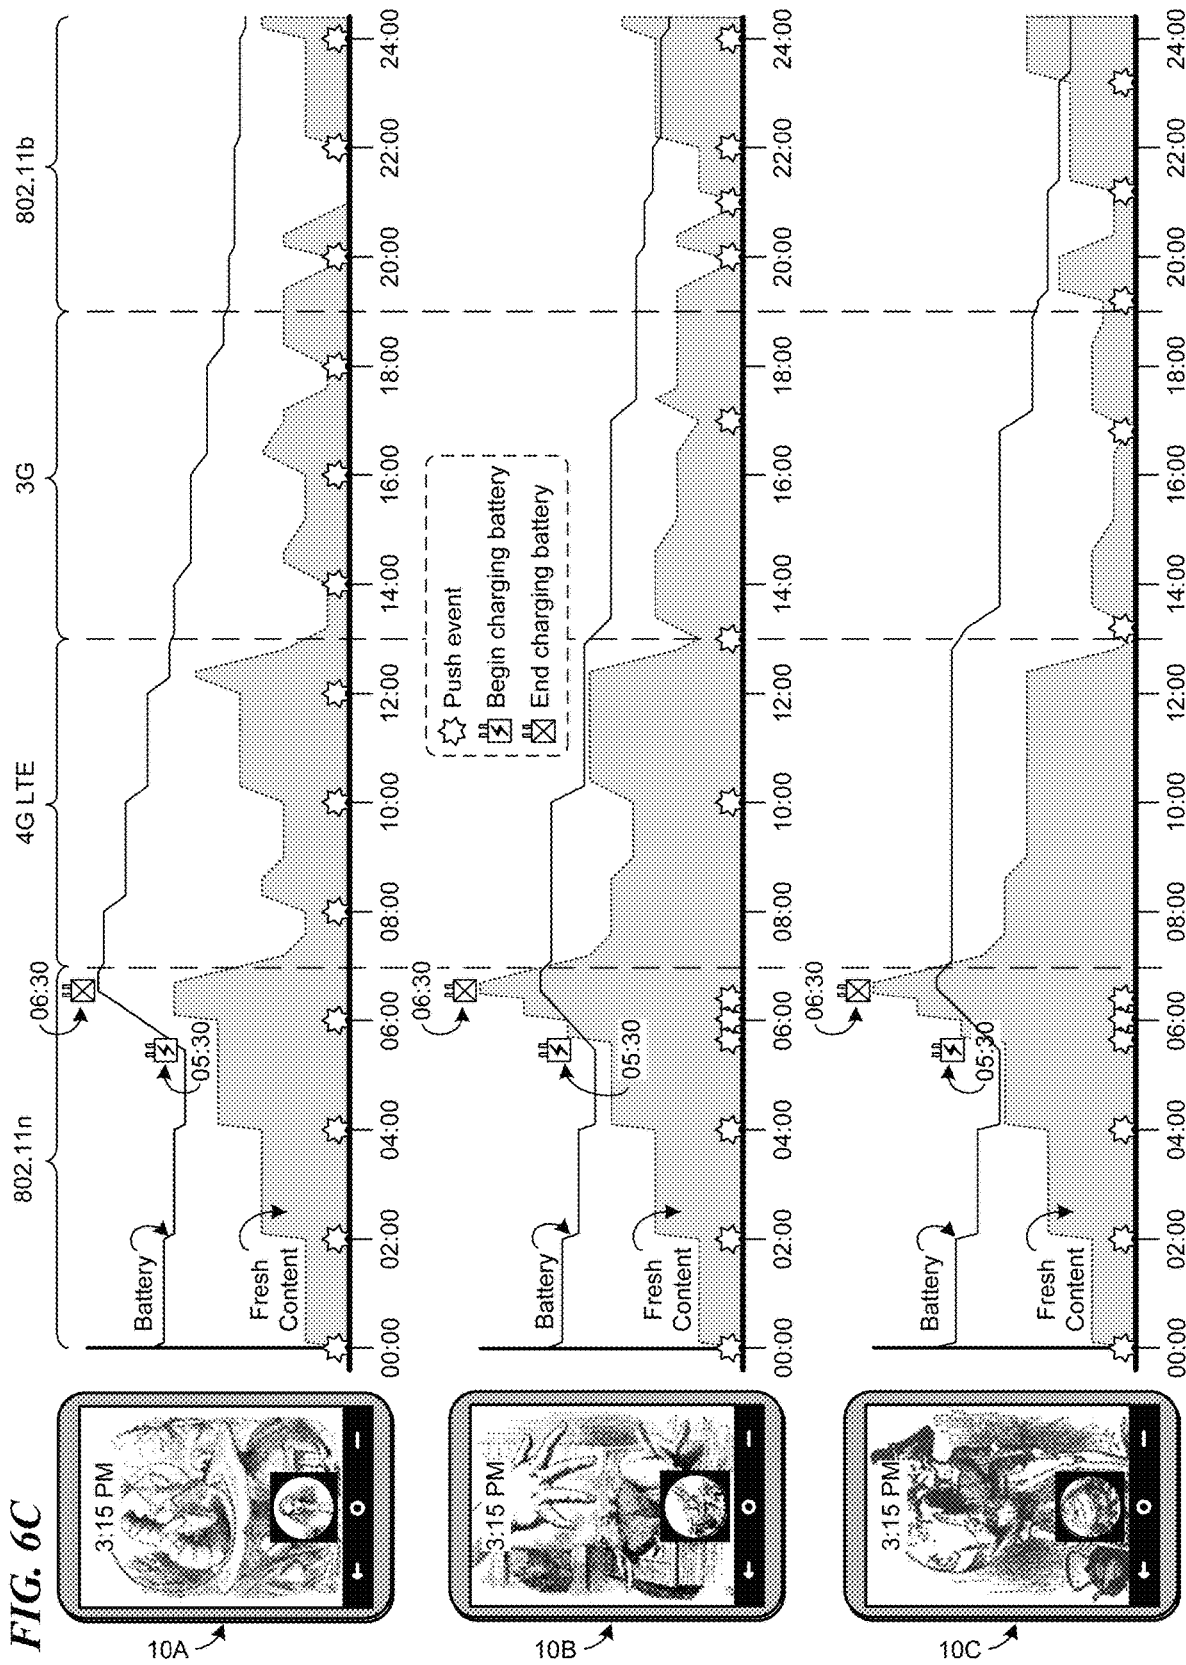 FIG. 6C
802.11n
4G LTE
3G
802.11b
10A
3:15 PM
Battery
Fresh
Content
05:30
06:30
00:00
02:00
04:00
06:00
08:00
10:00
12:00
14:00
16:00
18:00
20:00
22:00
24:00
10B
3:15 PM
Battery
Fresh
Content
05:30
06:30
Push event
Begin charging battery
End charging battery
00:00
02:00
04:00
06:00
08:00
10:00
12:00
14:00
16:00
18:00
20:00
22:00
24:00
10C
3:15 PM
Battery
Fresh
Content
05:30
06:30
00:00
02:00
04:00
06:00
08:00
10:00
12:00
14:00
16:00
18:00
20:00
22:00
24:00